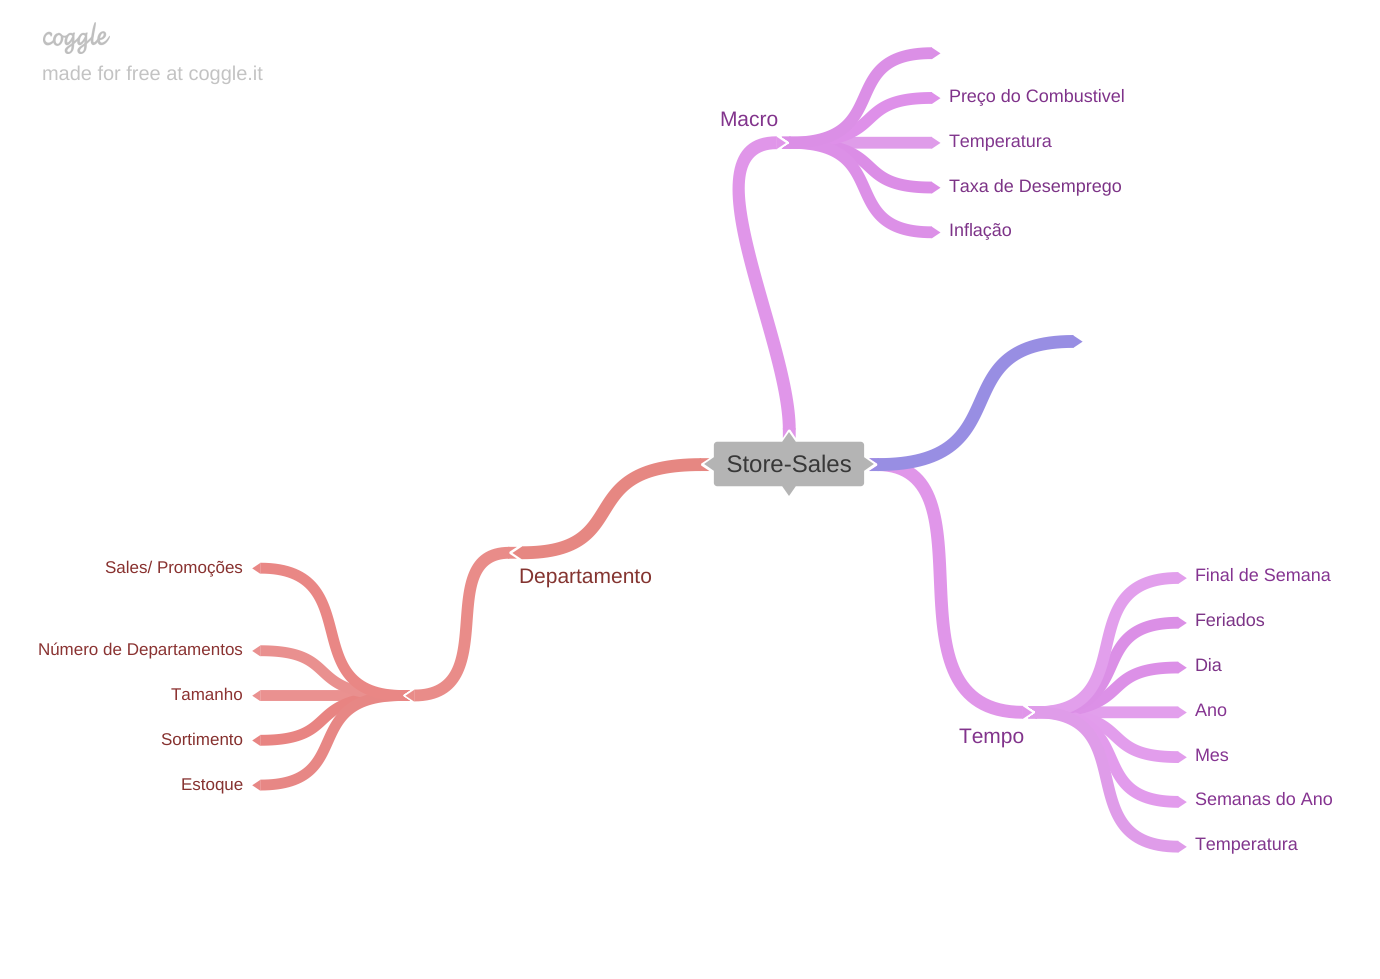 coggle
made for free at coggle.it
Macro
Preço do Combustivel
Temperatura
Taxa de Desemprego
Inflação
Store-Sales
Departamento
Sales/ Promoções
Número de Departamentos
Tamanho
Sortimento
Estoque
Tempo
Final de Semana
Feriados
Dia
Ano
Mes
Semanas do Ano
Temperatura